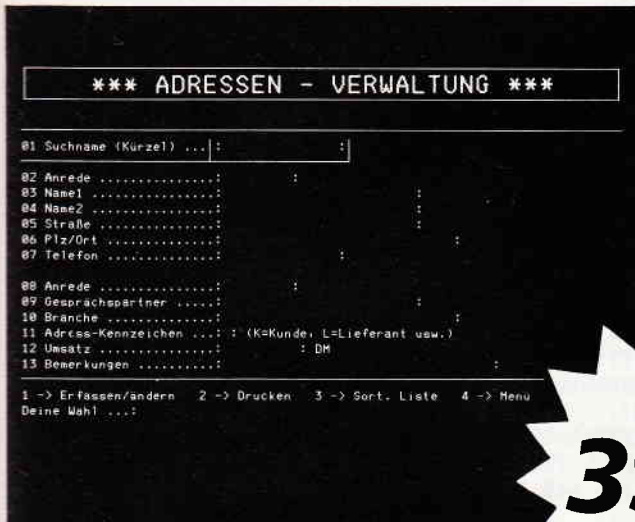 *** ADRESSEN - VERWALTUNG ***
01 Suchname (Kürzel) ...: :
02 Anrede ...............: :
03 Name1 ................: :
04 Name2 ................: :
05 Straße ...............: :
06 Plz/Ort ..............: :
07 Telefon ..............: :
08 Anrede ...............: :
09 Gesprächspartner .....: :
10 Branche ..............: :
11 Adress-Kennzeichen ...: : (K=Kunde, L=Lieferant usw.)
12 Umsatz ...............: : DM
13 Bemerkungen ..........: :
1 -> Erfassen/ändern 2 -> Drucken 3 -> Sort. Liste 4 -> Menü
Deine Wahl ...: